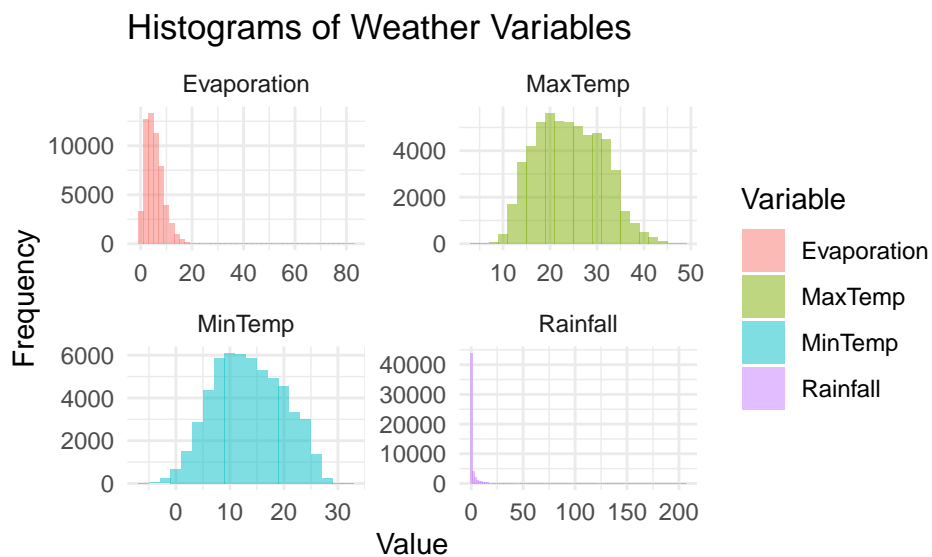 Histograms of Weather Variables
Evaporation
MaxTemp
10000
5000
0
0 20 40 60 80
4000
2000
0
10 20 30 40 50
MinTemp
Rainfall
6000
4000
2000
0
0 10 20 30
40000
30000
20000
10000
0
0 50 100 150 200
Frequency
Value
Variable
Evaporation
MaxTemp
MinTemp
Rainfall